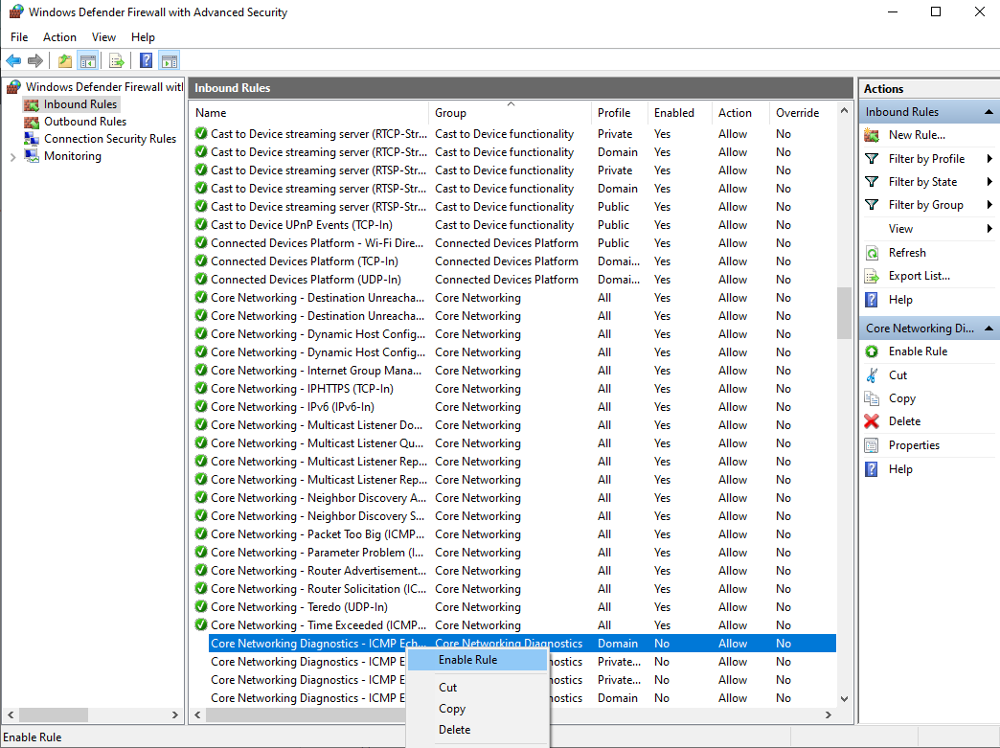 Windows Defender Firewall with Advanced Security
File Action View Help
Windows Defender Firewall witl
Inbound Rules
Outbound Rules
Connection Security Rules
Monitoring
Inbound Rules
Name Group Profile Enabled Action Override
Cast to Device streaming server (RTCP-Str... Cast to Device functionality Private Yes Allow No
Cast to Device streaming server (RTCP-Str... Cast to Device functionality Domain Yes Allow No
Cast to Device streaming server (RTSP-Str... Cast to Device functionality Private Yes Allow No
Cast to Device streaming server (RTSP-Str... Cast to Device functionality Domain Yes Allow No
Cast to Device streaming server (RTSP-Str... Cast to Device functionality Public Yes Allow No
Cast to Device UPnP Events (TCP-In) Cast to Device functionality Public Yes Allow No
Connected Devices Platform - Wi-Fi Dire... Connected Devices Platform Public Yes Allow No
Connected Devices Platform (TCP-In) Connected Devices Platform Domai... Yes Allow No
Connected Devices Platform (UDP-In) Connected Devices Platform Domai... Yes Allow No
Core Networking - Destination Unreacha... Core Networking All Yes Allow No
Core Networking - Destination Unreacha... Core Networking All Yes Allow No
Core Networking - Dynamic Host Config... Core Networking All Yes Allow No
Core Networking - Dynamic Host Config... Core Networking All Yes Allow No
Core Networking - Internet Group Mana... Core Networking All Yes Allow No
Core Networking - IPHTTPS (TCP-In) Core Networking All Yes Allow No
Core Networking - IPv6 (IPv6-In) Core Networking All Yes Allow No
Core Networking - Multicast Listener Do... Core Networking All Yes Allow No
Core Networking - Multicast Listener Qu... Core Networking All Yes Allow No
Core Networking - Multicast Listener Rep... Core Networking All Yes Allow No
Core Networking - Multicast Listener Rep... Core Networking All Yes Allow No
Core Networking - Neighbor Discovery A... Core Networking All Yes Allow No
Core Networking - Neighbor Discovery S... Core Networking All Yes Allow No
Core Networking - Packet Too Big (ICMP... Core Networking All Yes Allow No
Core Networking - Parameter Problem (I... Core Networking All Yes Allow No
Core Networking - Router Advertisement... Core Networking All Yes Allow No
Core Networking - Router Solicitation (IC... Core Networking All Yes Allow No
Core Networking - Teredo (UDP-In) Core Networking All Yes Allow No
Core Networking - Time Exceeded (ICMP... Core Networking All Yes Allow No
Core Networking Diagnostics - ICMP Ech... Core Networking Diagnostics Domain No Allow No
Core Networking Diagnostics - ICMP E nostics Private... No Allow No
Core Networking Diagnostics - ICMP E nostics Private... No Allow No
Core Networking Diagnostics - ICMP E nostics Domain No Allow No
Enable Rule
Cut
Copy
Delete
Actions
Inbound Rules
New Rule...
Filter by Profile
Filter by State
Filter by Group
View
Refresh
Export List...
Help
Core Networking Di...
Enable Rule
Cut
Copy
Delete
Properties
Help
Enable Rule